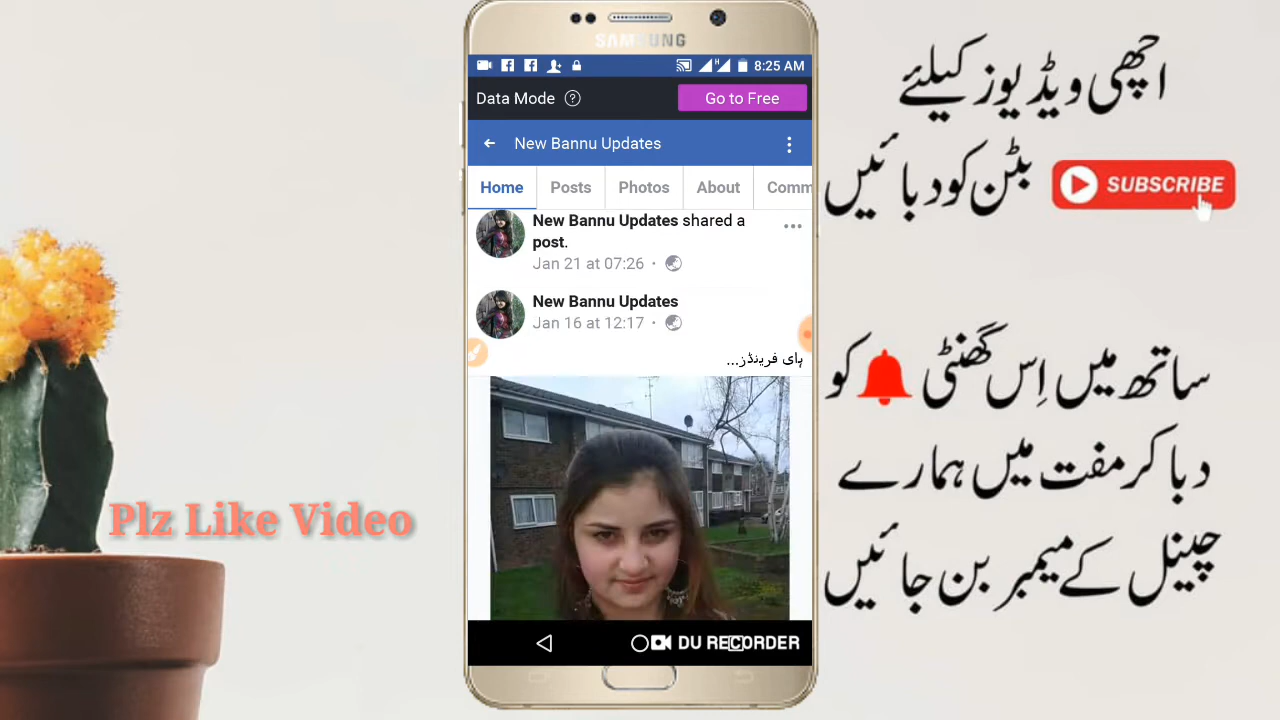 SAMSUNG
8:25 AM
Data Mode ?
Go to Free
New Bannu Updates
Home Posts Photos About Comm
New Bannu Updates shared a
post.
Jan 21 at 07:26 ·
New Bannu Updates
Jan 16 at 12:17 ·
ہای فرینڈز...
DU RECORDER
Plz Like Video
اچھی ویڈیوز کیلئے
بٹن کو دبائیں
SUBSCRIBE
ساتھ میں اِس گھنٹی کو
دبا کر مفت میں ہمارے
چینل کے میمبر بن جائیں